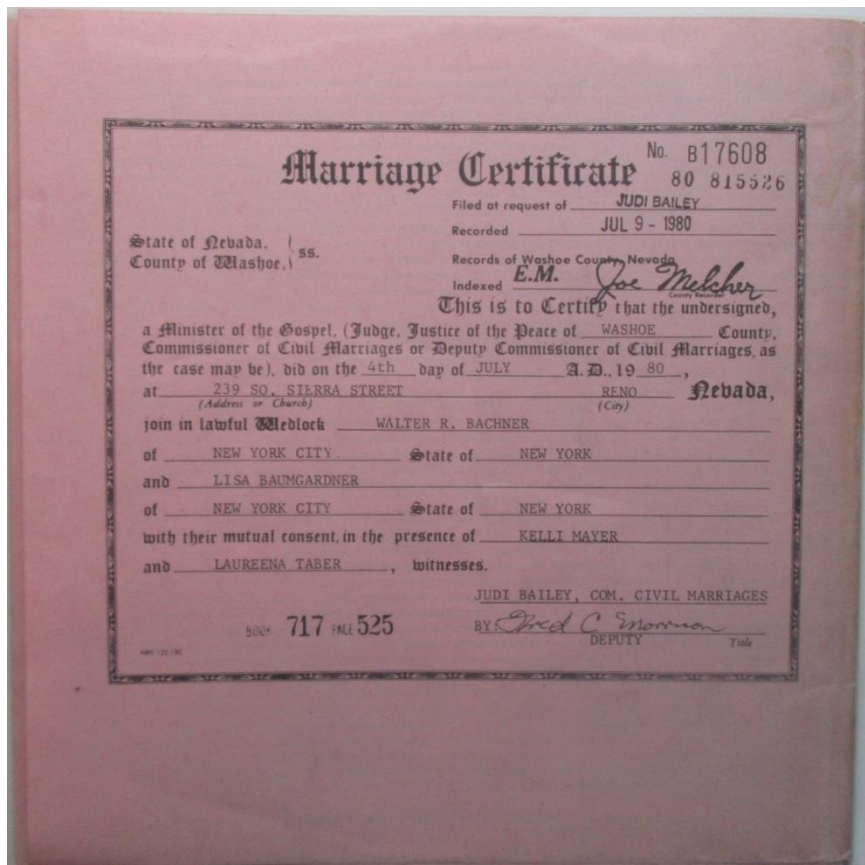 Marriage Certificate
No. B17608
80 815526
Filed at request of JUDI BAILEY
Recorded JUL 9 - 1980
State of Nevada,
County of Washoe,
ss.
Records of Washoe County, Nevada
Indexed E.M. Joe Melcher
County Recorder
This is to Certify that the undersigned,
a Minister of the Gospel, (Judge, Justice of the Peace of WASHOE County,
Commissioner of Civil Marriages or Deputy Commissioner of Civil Marriages, as
the case may be), did on the 4th day of JULY A.D., 19 80,
at 239 SO. SIERRA STREET RENO Nevada,
(Address or Church) (City)
join in lawful Wedlock WALTER R. BACHNER
of NEW YORK CITY State of NEW YORK
and LISA BAUMGARDNER
of NEW YORK CITY State of NEW YORK
with their mutual consent, in the presence of KELLI MAYER
and LAUREENA TABER, witnesses.
JUDI BAILEY, COM. CIVIL MARRIAGES
BOOK 717 PAGE 525
BY: Fred C Morrison
DEPUTY Title